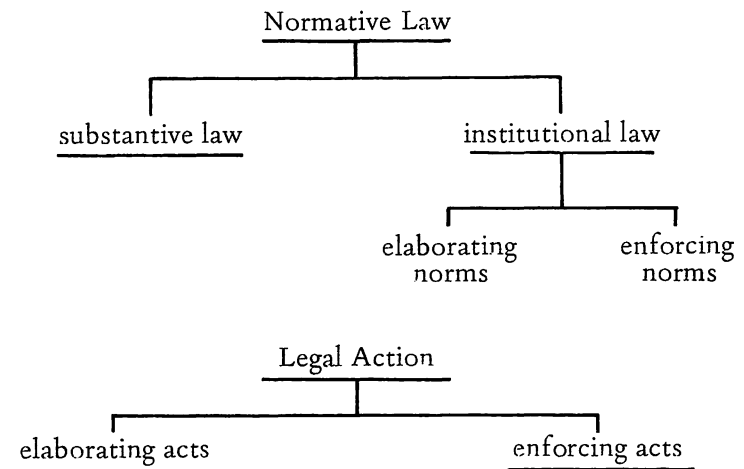 Normative Law
substantive law
institutional law
elaborating
norms
enforcing
norms
Legal Action
elaborating acts
enforcing acts